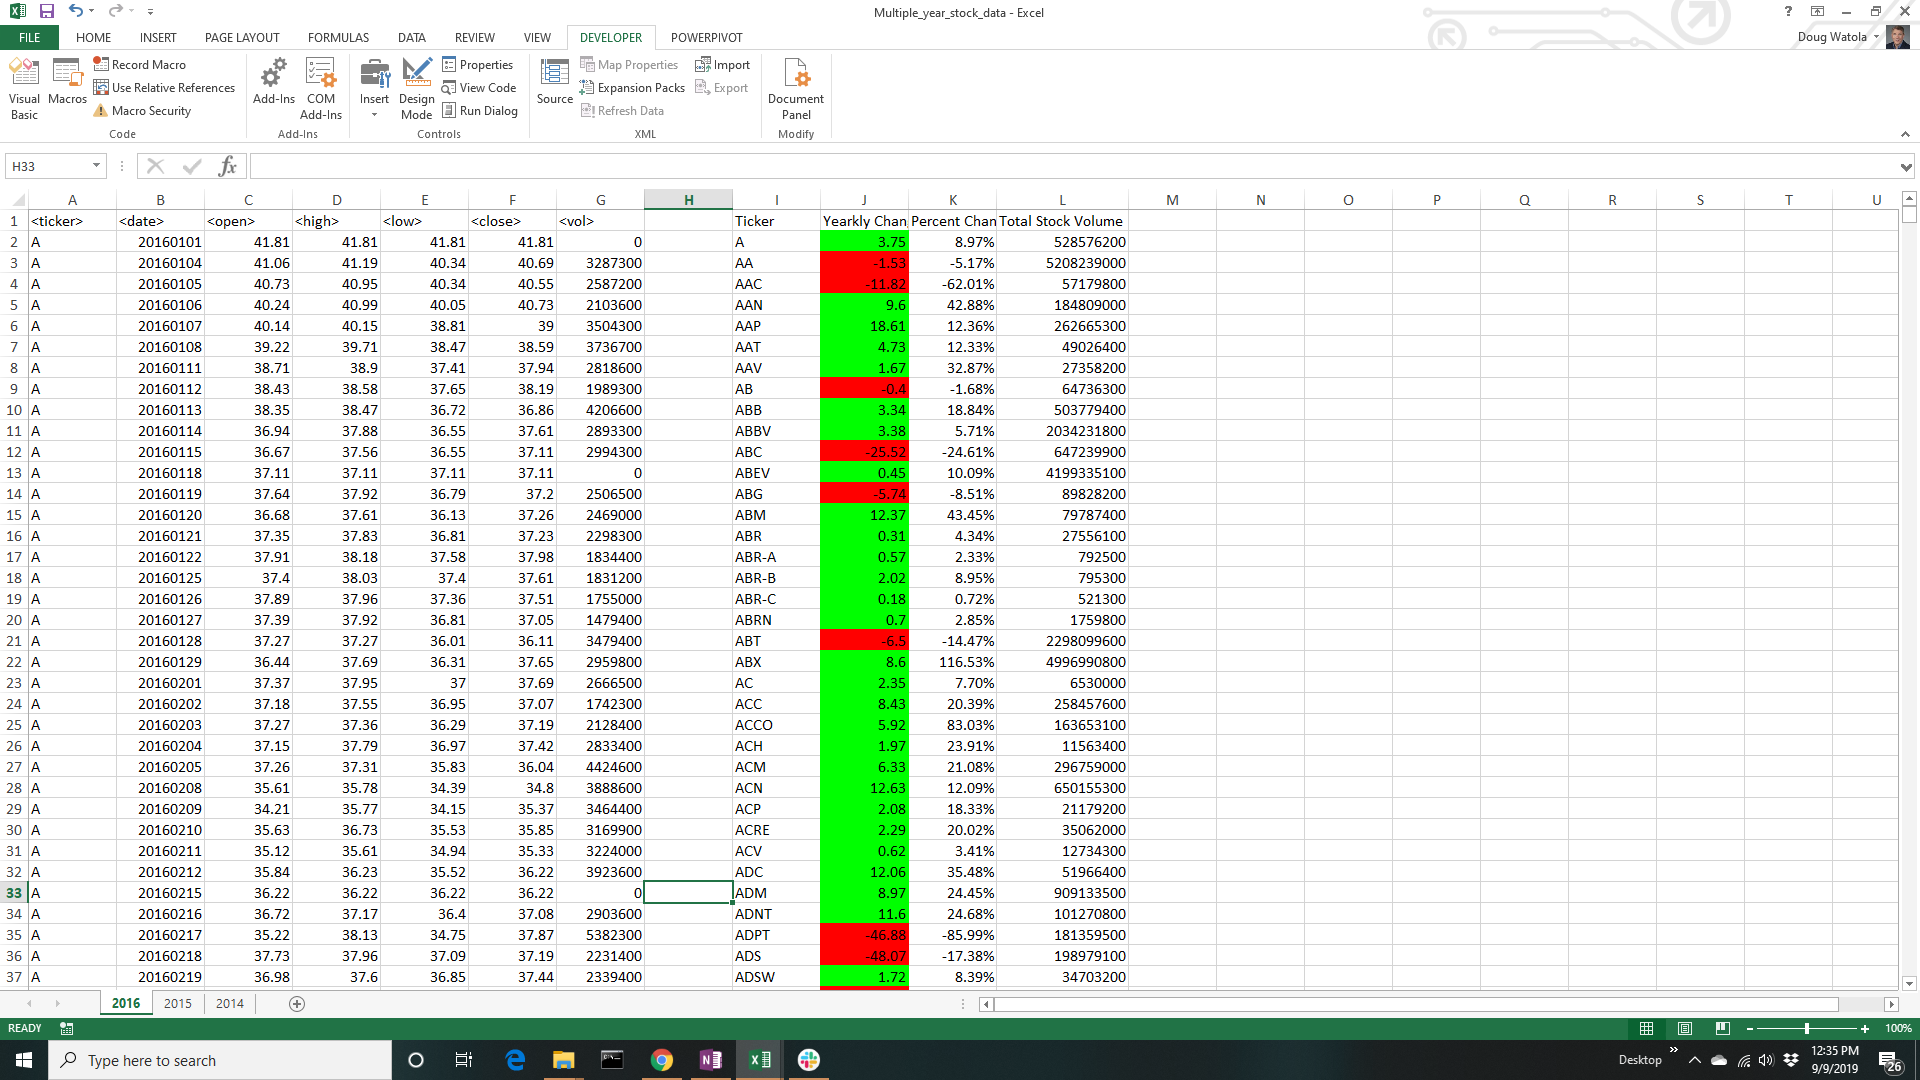 Multiple_year_stock_data - Excel
FILE HOME INSERT PAGE LAYOUT FORMULAS DATA REVIEW VIEW DEVELOPER POWERPIVOT Doug Watola
Visual Basic
Macros
Record Macro
Use Relative References
Macro Security
Code
Add-Ins
COM Add-Ins
Add-Ins
Insert
Design Mode
Properties
View Code
Run Dialog
Controls
Source
Map Properties
Expansion Packs
Refresh Data
Import
Export
XML
Document Panel
Modify
H33 fx
A B C D E F G H I J K L M N O P Q R S T U
1 <ticker> <date> <open> <high> <low> <close> <vol> Ticker Yearkly Chan Percent Chan Total Stock Volume
2 A 20160101 41.81 41.81 41.81 41.81 0 A 3.75 8.97% 528576200
3 A 20160104 41.06 41.19 40.34 40.69 3287300 AA -1.53 -5.17% 5208239000
4 A 20160105 40.73 40.95 40.34 40.55 2587200 AAC -11.82 -62.01% 57179800
5 A 20160106 40.24 40.99 40.05 40.73 2103600 AAN 9.6 42.88% 184809000
6 A 20160107 40.14 40.15 38.81 39 3504300 AAP 18.61 12.36% 262665300
7 A 20160108 39.22 39.71 38.47 38.59 3736700 AAT 4.73 12.33% 49026400
8 A 20160111 38.71 38.9 37.41 37.94 2818600 AAV 1.67 32.87% 27358200
9 A 20160112 38.43 38.58 37.65 38.19 1989300 AB -0.4 -1.68% 64736300
10 A 20160113 38.35 38.47 36.72 36.86 4206600 ABB 3.34 18.84% 503779400
11 A 20160114 36.94 37.88 36.55 37.61 2893300 ABBV 3.38 5.71% 2034231800
12 A 20160115 36.67 37.56 36.55 37.11 2994300 ABC -25.52 -24.61% 647239900
13 A 20160118 37.11 37.11 37.11 37.11 0 ABEV 0.45 10.09% 4199335100
14 A 20160119 37.64 37.92 36.79 37.2 2506500 ABG -5.74 -8.51% 89828200
15 A 20160120 36.68 37.61 36.13 37.26 2469000 ABM 12.37 43.45% 79787400
16 A 20160121 37.35 37.83 36.81 37.23 2298300 ABR 0.31 4.34% 27556100
17 A 20160122 37.91 38.18 37.58 37.98 1834400 ABR-A 0.57 2.33% 792500
18 A 20160125 37.4 38.03 37.4 37.61 1831200 ABR-B 2.02 8.95% 795300
19 A 20160126 37.89 37.96 37.36 37.51 1755000 ABR-C 0.18 0.72% 521300
20 A 20160127 37.39 37.92 36.81 37.05 1479400 ABRN 0.7 2.85% 1759800
21 A 20160128 37.27 37.27 36.01 36.11 3479400 ABT -6.5 -14.47% 2298099600
22 A 20160129 36.44 37.69 36.31 37.65 2959800 ABX 8.6 116.53% 4996990800
23 A 20160201 37.37 37.95 37 37.69 2666500 AC 2.35 7.70% 6530000
24 A 20160202 37.18 37.55 36.95 37.07 1742300 ACC 8.43 20.39% 258457600
25 A 20160203 37.27 37.36 36.29 37.19 2128400 ACCO 5.92 83.03% 163653100
26 A 20160204 37.15 37.79 36.97 37.42 2833400 ACH 1.97 23.91% 11563400
27 A 20160205 37.26 37.31 35.83 36.04 4424600 ACM 6.33 21.08% 296759000
28 A 20160208 35.61 35.78 34.39 34.8 3888600 ACN 12.63 12.09% 650155300
29 A 20160209 34.21 35.77 34.15 35.37 3464400 ACP 2.08 18.33% 21179200
30 A 20160210 35.63 36.73 35.53 35.85 3169900 ACRE 2.29 20.02% 35062000
31 A 20160211 35.12 35.61 34.94 35.33 3224000 ACV 0.62 3.41% 12734300
32 A 20160212 35.84 36.23 35.52 36.22 3923600 ADC 12.06 35.48% 51966400
33 A 20160215 36.22 36.22 36.22 36.22 0 ADM 8.97 24.45% 909133500
34 A 20160216 36.72 37.17 36.4 37.08 2903600 ADNT 11.6 24.68% 101270800
35 A 20160217 35.22 38.13 34.75 37.87 5382300 ADPT -46.88 -85.99% 181359500
36 A 20160218 37.73 37.96 37.09 37.19 2231400 ADS -48.07 -17.38% 198979100
37 A 20160219 36.98 37.6 36.85 37.44 2339400 ADSW 1.72 8.39% 34703200
2016 2015 2014
READY 100%
Type here to search
Desktop
12:35 PM
9/9/2019
26